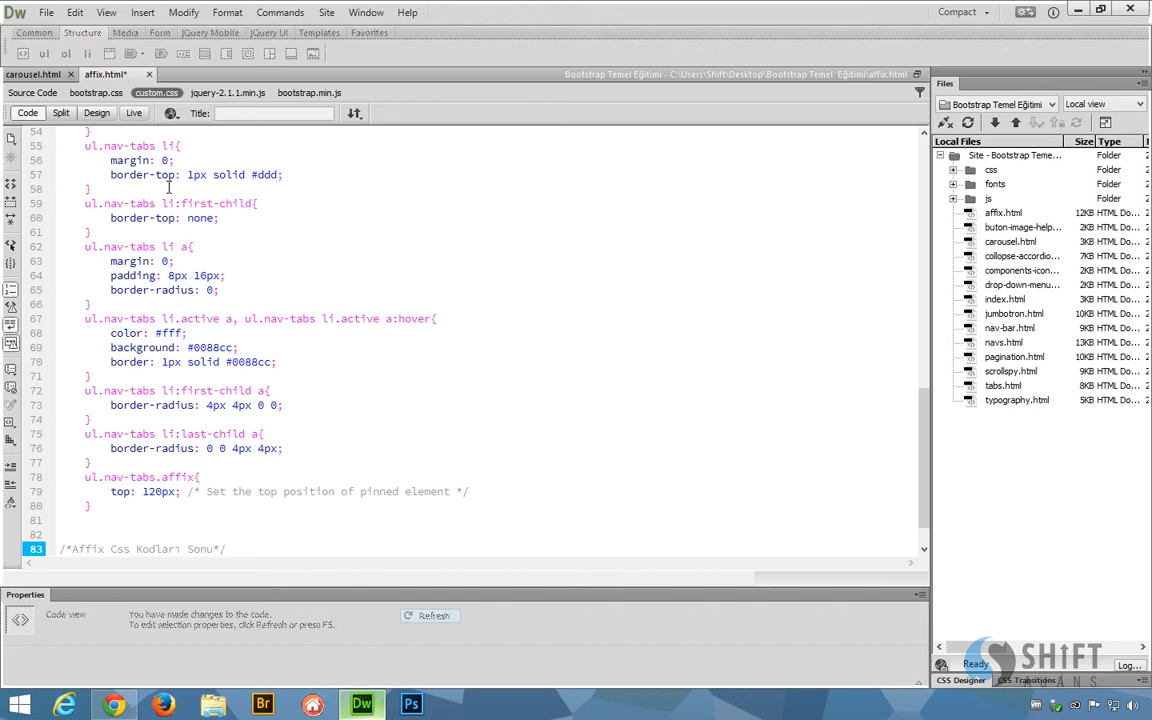 Dw File Edit View Insert Modify Format Commands Site Window Help Compact
Common Structure Media Form jQuery Mobile jQuery UI Templates Favorites
ul ol li
carousel.html affix.html* Bootstrap Temel Eğitimi - C:\Users\Shift\Desktop\Bootstrap Temel Eğitimi\affix.html
Source Code bootstrap.css custom.css jquery-2.1.1.min.js bootstrap.min.js
Code Split Design Live Title:
54 }
55 ul.nav-tabs li{
56 margin: 0;
57 border-top: 1px solid #ddd;
58 }
59 ul.nav-tabs li:first-child{
60 border-top: none;
61 }
62 ul.nav-tabs li a{
63 margin: 0;
64 padding: 8px 16px;
65 border-radius: 0;
66 }
67 ul.nav-tabs li.active a, ul.nav-tabs li.active a:hover{
68 color: #fff;
69 background: #0088cc;
70 border: 1px solid #0088cc;
71 }
72 ul.nav-tabs li:first-child a{
73 border-radius: 4px 4px 0 0;
74 }
75 ul.nav-tabs li:last-child a{
76 border-radius: 0 0 4px 4px;
77 }
78 ul.nav-tabs.affix{
79 top: 120px; /* Set the top position of pinned element */
80 }
81
82
83 /*Affix Css Kodları Sonu*/
Properties
Code view You have made changes to the code. Refresh
To edit selection properties, click Refresh or press F5.
Files
Bootstrap Temel Eğitimi Local view
Local Files Size Type
Site - Bootstrap Teme... Folder
css Folder
fonts Folder
js Folder
affix.html 12KB HTML Do...
buton-image-help... 2KB HTML Do...
carousel.html 2KB HTML Do...
collopse-accordio... 2KB HTML Do...
components-icon... 2KB HTML Do...
drop-down-menu... 2KB HTML Do...
index.html 2KB HTML Do...
jumbotron.html 2KB HTML Do...
nav-bar.html 2KB HTML Do...
navs.html 3KB HTML Do...
pagination.html 2KB HTML Do...
scrollspy.html 2KB HTML Do...
tabs.html 8KB HTML Do...
typography.html 5KB HTML Do...
Ready Log...
SHIFT
CSS Designer CSS Transitions
Br Dw Ps